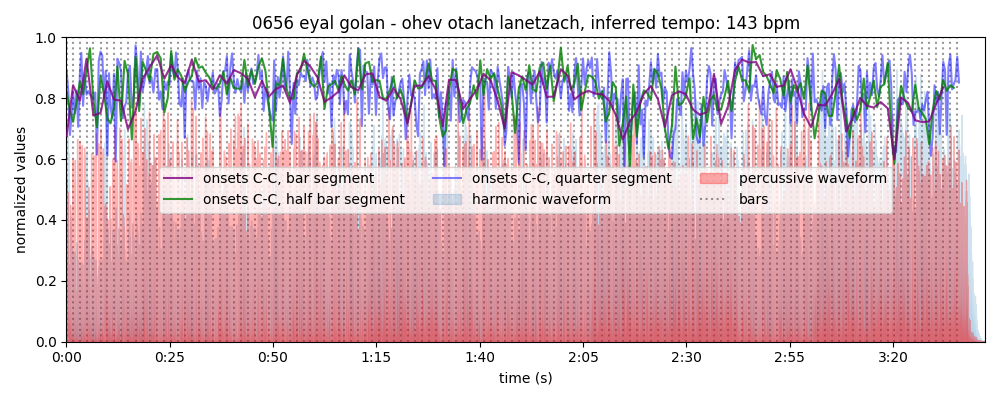 0656 eyal golan - ohev otach lanetzach, inferred tempo: 143 bpm
1.0
0.8
0.6
0.4
0.2
0.0
normalized values
onsets C-C, bar segment
onsets C-C, half bar segment
onsets C-C, quarter segment
harmonic waveform
percussive waveform
bars
0:00 0:25 0:50 1:15 1:40 2:05 2:30 2:55 3:20
time (s)